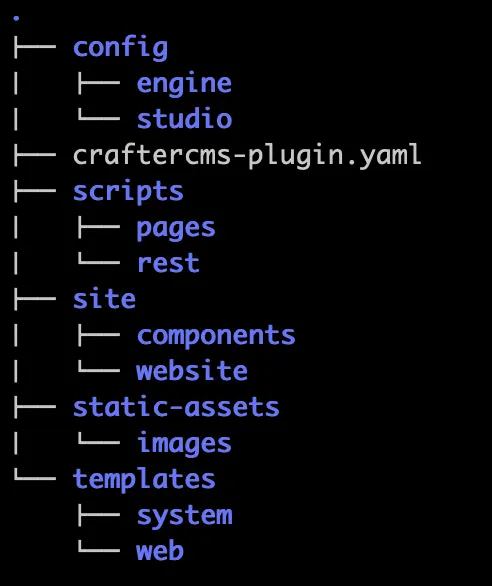 .
├── config
│   ├── engine
│   └── studio
├── craftercms-plugin.yaml
├── scripts
│   ├── pages
│   └── rest
├── site
│   ├── components
│   └── website
├── static-assets
│   └── images
└── templates
    ├── system
    └── web